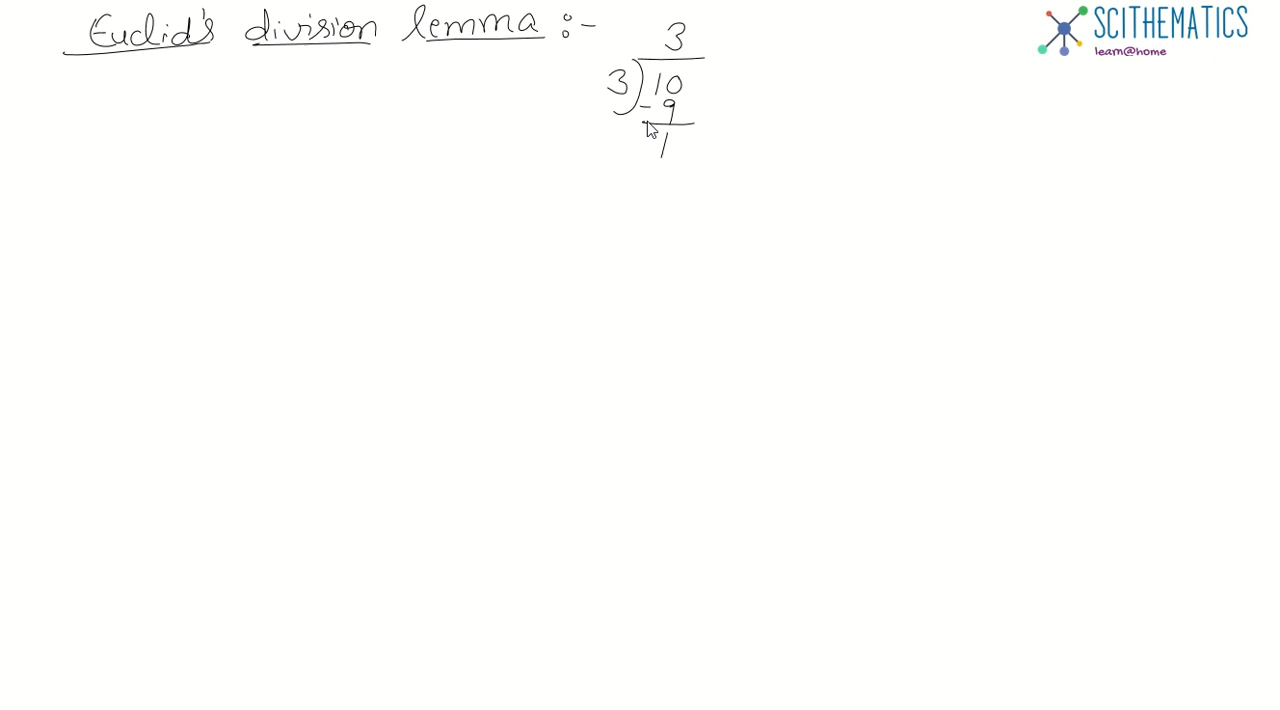 Euclid's division lemma :-
3
3)10
-9
1
SCITHEMATICS
learn@home